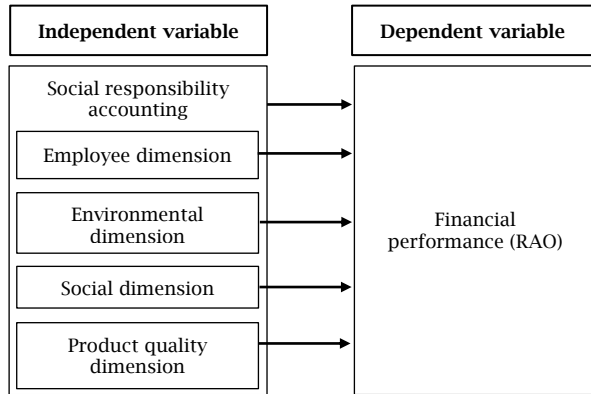 Independent variable
Dependent variable
Social responsibility
accounting
Employee dimension
Environmental
dimension
Social dimension
Product quality
dimension
Financial
performance (RAO)